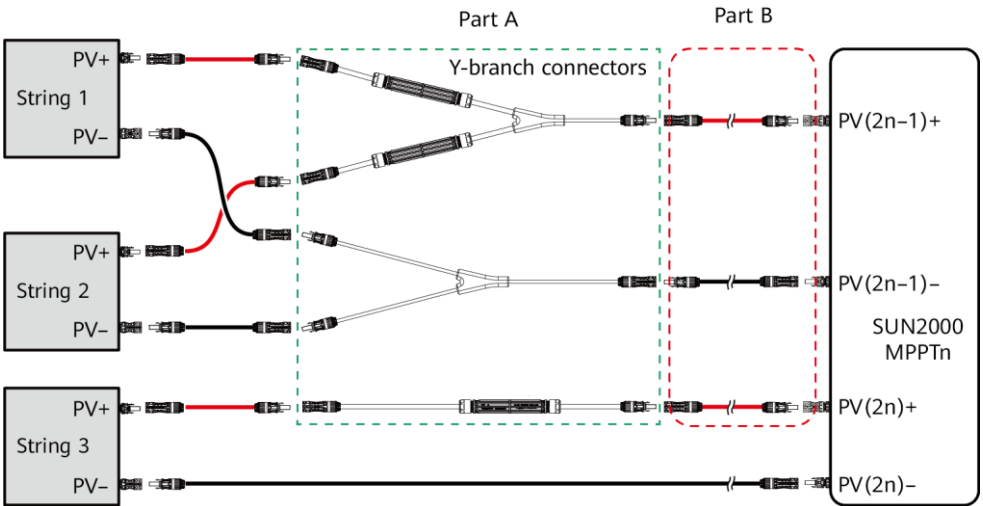 Part A
Part B
Y-branch connectors
PV+
String 1
PV–
PV+
String 2
PV–
PV+
String 3
PV–
PV(2n–1)+
PV(2n–1)–
SUN2000
MPPTn
PV(2n)+
PV(2n)–